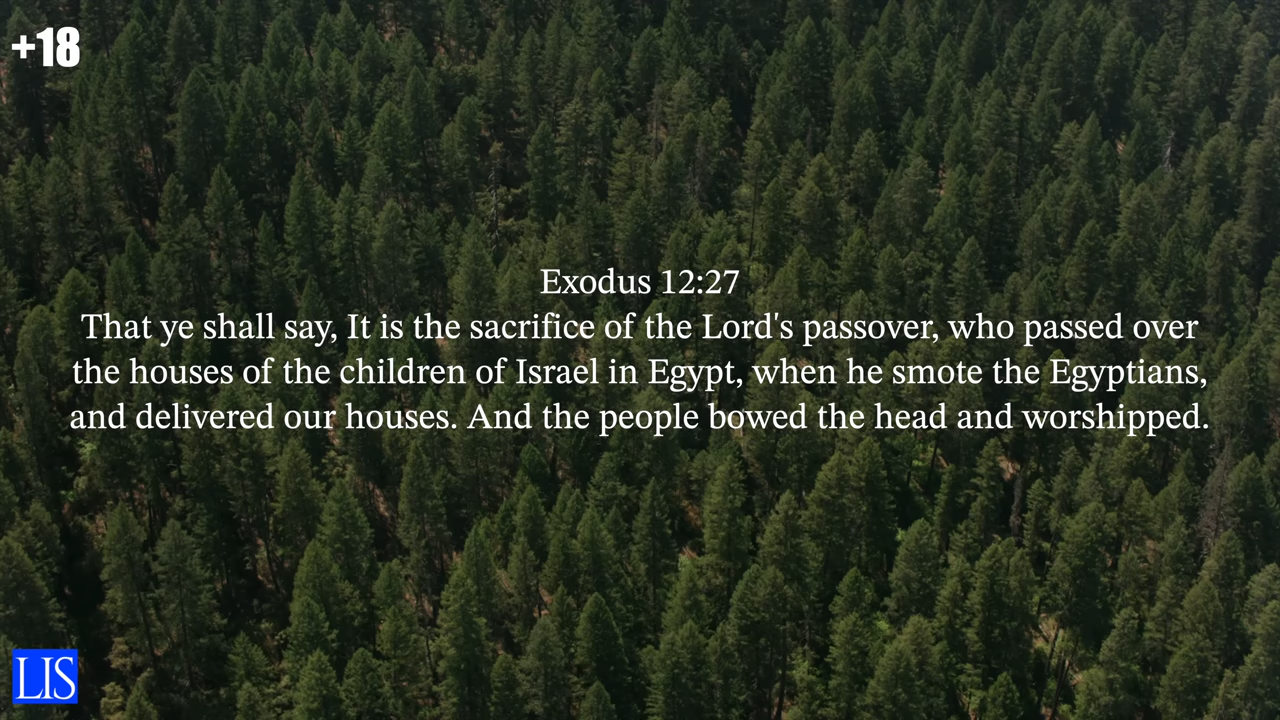 +18
Exodus 12:27
That ye shall say, It is the sacrifice of the Lord's passover, who passed over
the houses of the children of Israel in Egypt, when he smote the Egyptians,
and delivered our houses. And the people bowed the head and worshipped.
LIS